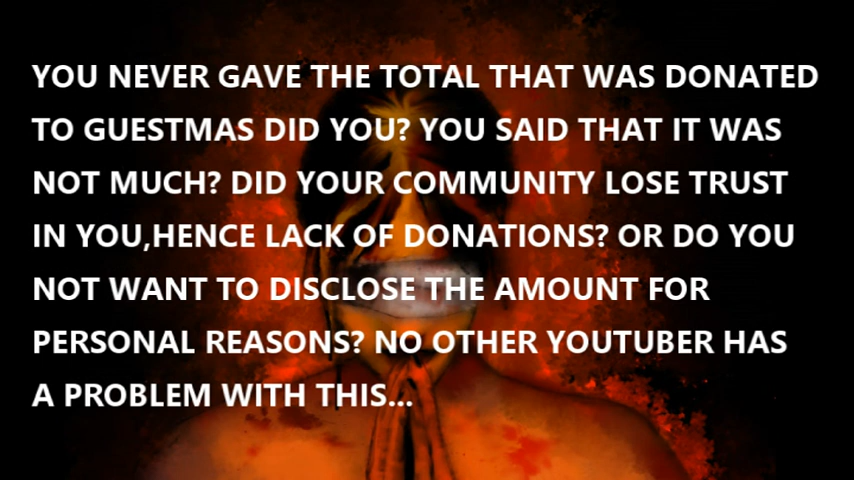 YOU NEVER GAVE THE TOTAL THAT WAS DONATED
TO GUESTMAS DID YOU? YOU SAID THAT IT WAS
NOT MUCH? DID YOUR COMMUNITY LOSE TRUST
IN YOU,HENCE LACK OF DONATIONS? OR DO YOU
NOT WANT TO DISCLOSE THE AMOUNT FOR
PERSONAL REASONS? NO OTHER YOUTUBER HAS
A PROBLEM WITH THIS...